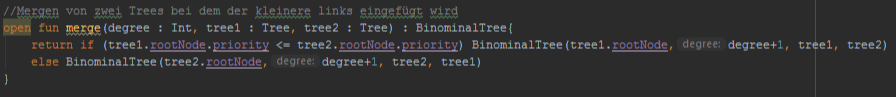 //Mergen von zwei Trees bei dem der kleinere links eingefügt wird
open fun merge(degree : Int, tree1 : Tree, tree2 : Tree) : BinominalTree{
return if (tree1.rootNode.priority <= tree2.rootNode.priority) BinominalTree(tree1.rootNode, degree: degree+1, tree1, tree2)
else BinominalTree(tree2.rootNode, degree: degree+1, tree2, tree1)
}